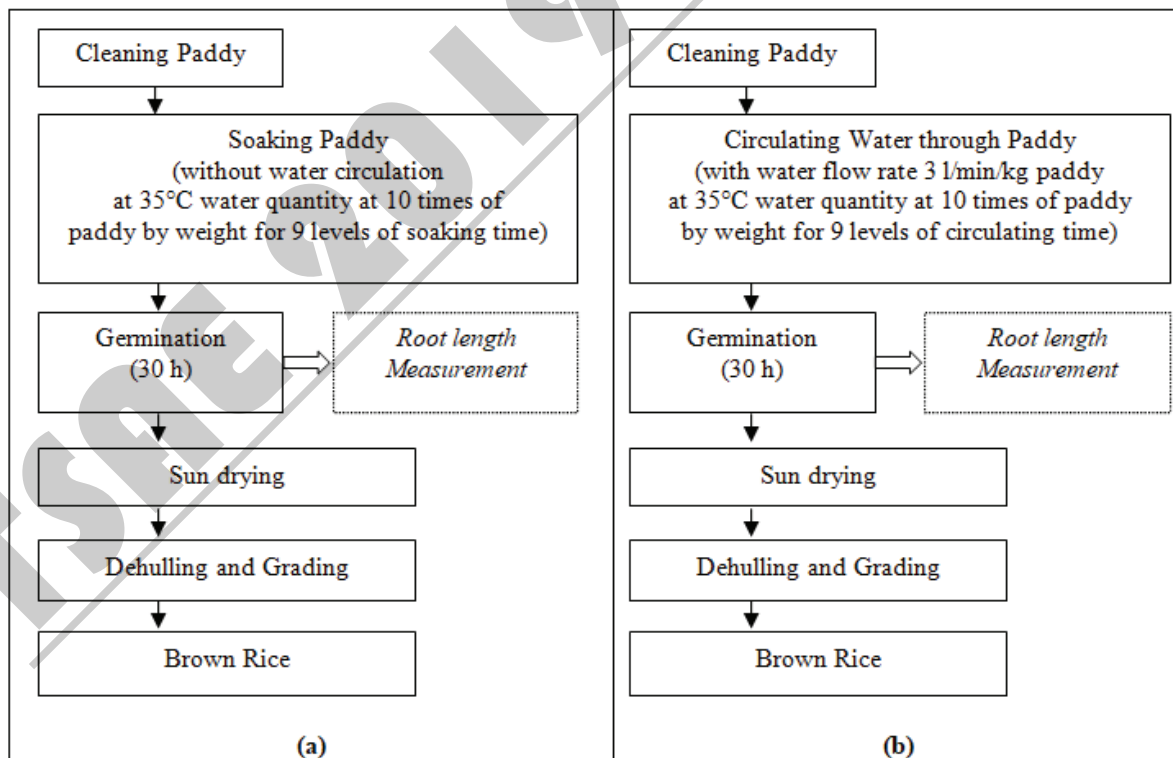 Cleaning Paddy
Soaking Paddy
(without water circulation
at 35°C water quantity at 10 times of
paddy by weight for 9 levels of soaking time)
Germination
(30 h)
Root length
Measurement
Sun drying
Dehulling and Grading
Brown Rice
(a)
Cleaning Paddy
Circulating Water through Paddy
(with water flow rate 3 l/min/kg paddy
at 35°C water quantity at 10 times of paddy
by weight for 9 levels of circulating time)
Germination
(30 h)
Root length
Measurement
Sun drying
Dehulling and Grading
Brown Rice
(b)
TSAE 2019